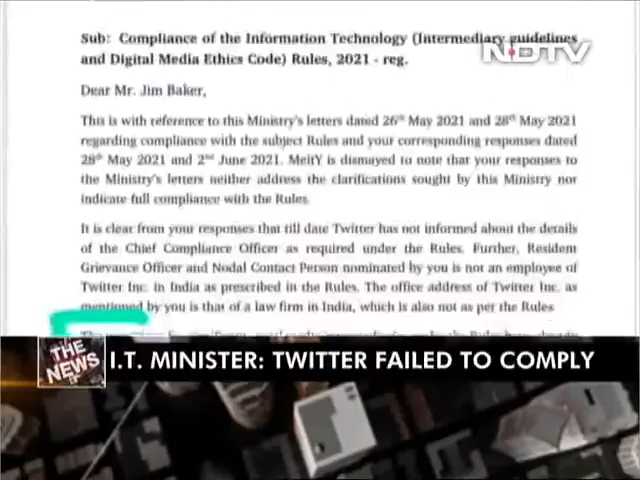 Sub: Compliance of the Information Technology (Intermediary guidelines
and Digital Media Ethics Code) Rules, 2021 - reg.
NDTV
Dear Mr. Jim Baker,
This is with reference to this Ministry's letters dated 26th May 2021 and 28th May 2021
regarding compliance with the subject Rules and your corresponding responses dated
28th May 2021 and 2nd June 2021. MeitY is dismayed to note that your responses to
the Ministry's letters neither address the clarifications sought by this Ministry nor
indicate full compliance with the Rules.
It is clear from your responses that till date Twitter has not informed about the details
of the Chief Compliance Officer as required under the Rules. Further, Resident
Grievance Officer and Nodal Contact Person nominated by you is not an employee of
Twitter Inc. in India as prescribed in the Rules. The office address of Twitter Inc. as
mentioned by you is that of a law firm in India, which is also not as per the Rules.
THE NEWS
I.T. MINISTER: TWITTER FAILED TO COMPLY